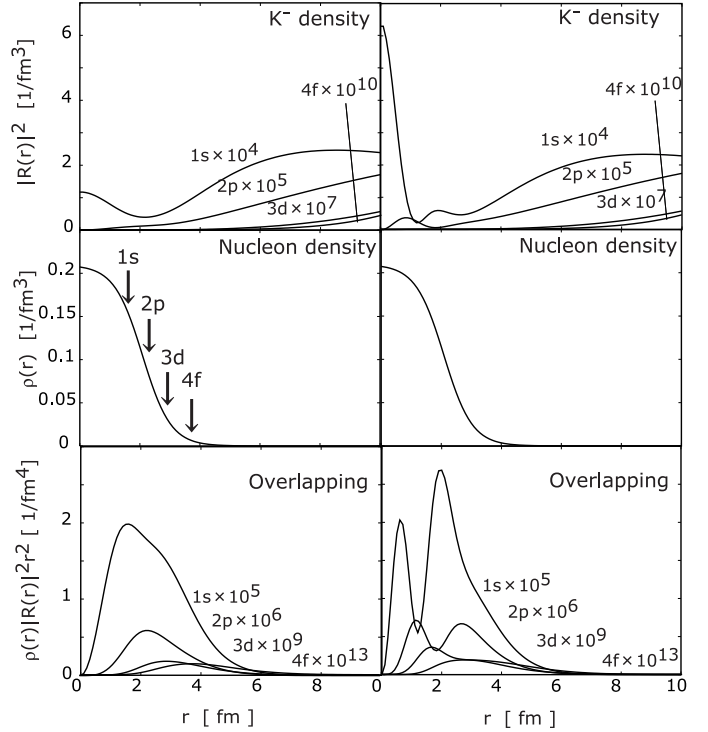 K⁻ density
K⁻ density
|R(r)|² [1/fm³]
6
4
2
0
1s×10⁴
2p×10⁵
3d×10⁷
4f×10¹⁰
4f×10¹⁰
1s×10⁴
2p×10⁵
3d×10⁷
Nucleon density
Nucleon density
ρ(r) [1/fm³]
0.2
0.15
0.1
0.05
0
1s
2p
3d
4f
Overlapping
Overlapping
ρ(r)|R(r)|²r² [ 1/fm⁴]
2
1
0
1s×10⁵
2p×10⁶
3d×10⁹
4f×10¹³
1s×10⁵
2p×10⁶
3d×10⁹
4f×10¹³
0 2 4 6 8 0 2 4 6 8 10
r [ fm ]
r [ fm ]